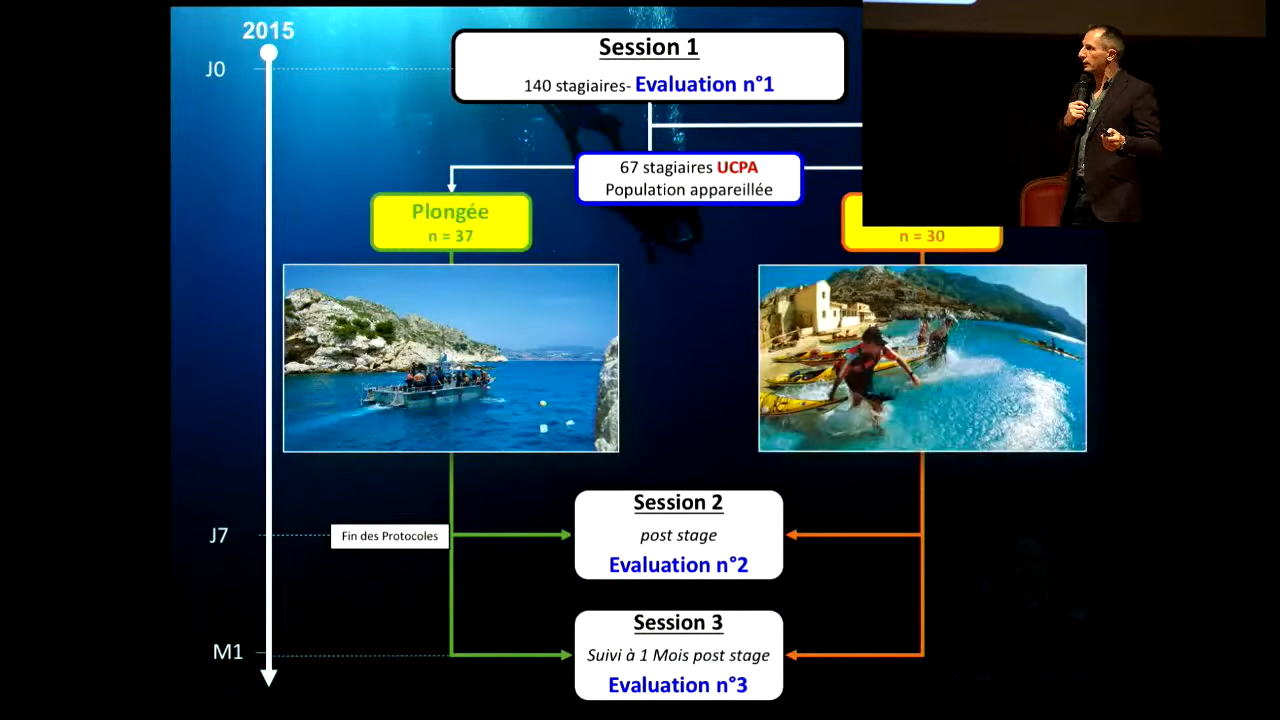 2015
J0
Session 1
140 stagiaires- Evaluation n°1
67 stagiaires UCPA
Population appareillée
Plongée
n = 37
n = 30
J7
Fin des Protocoles
Session 2
post stage
Evaluation n°2
M1
Session 3
Suivi à 1 Mois post stage
Evaluation n°3